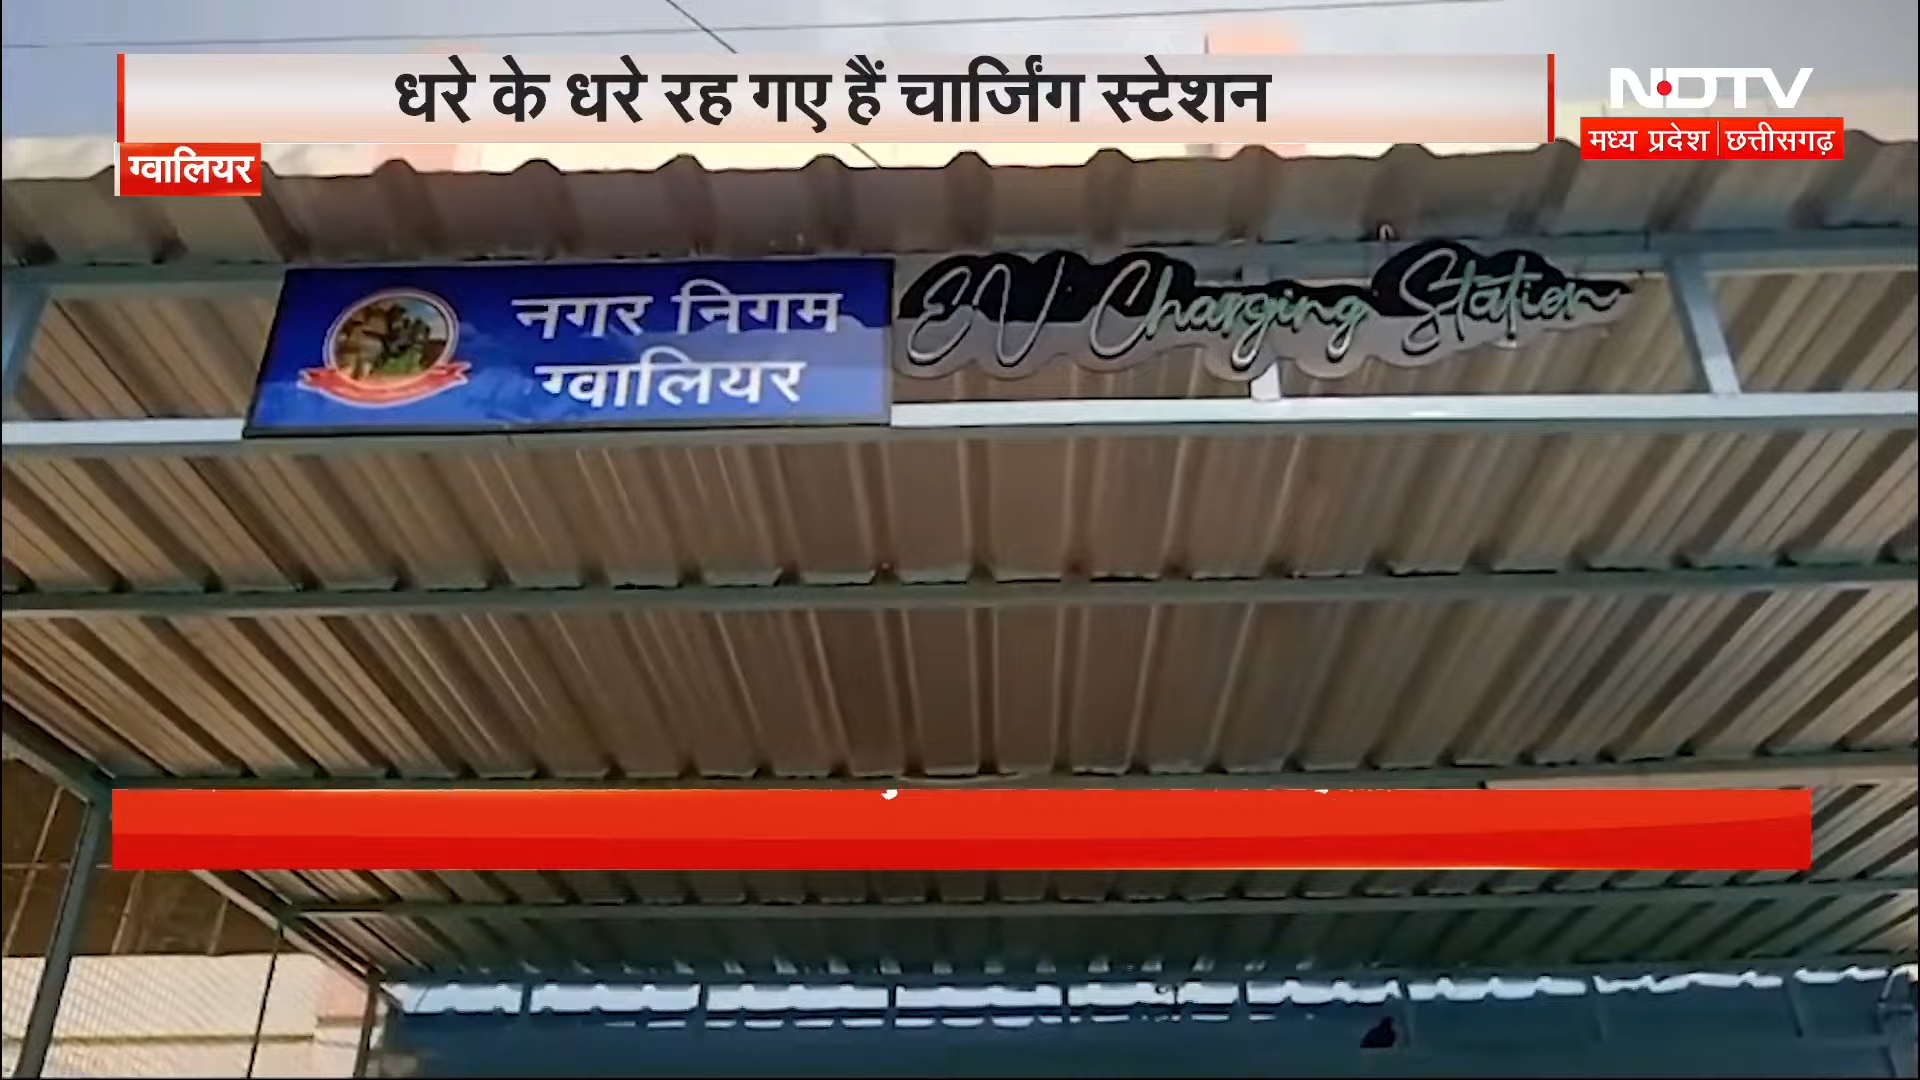 धरे के धरे रह गए हैं चार्जिंग स्टेशन
NDTV
मध्य प्रदेश छत्तीसगढ़
ग्वालियर
नगर निगम
ग्वालियर
EV Charging Station